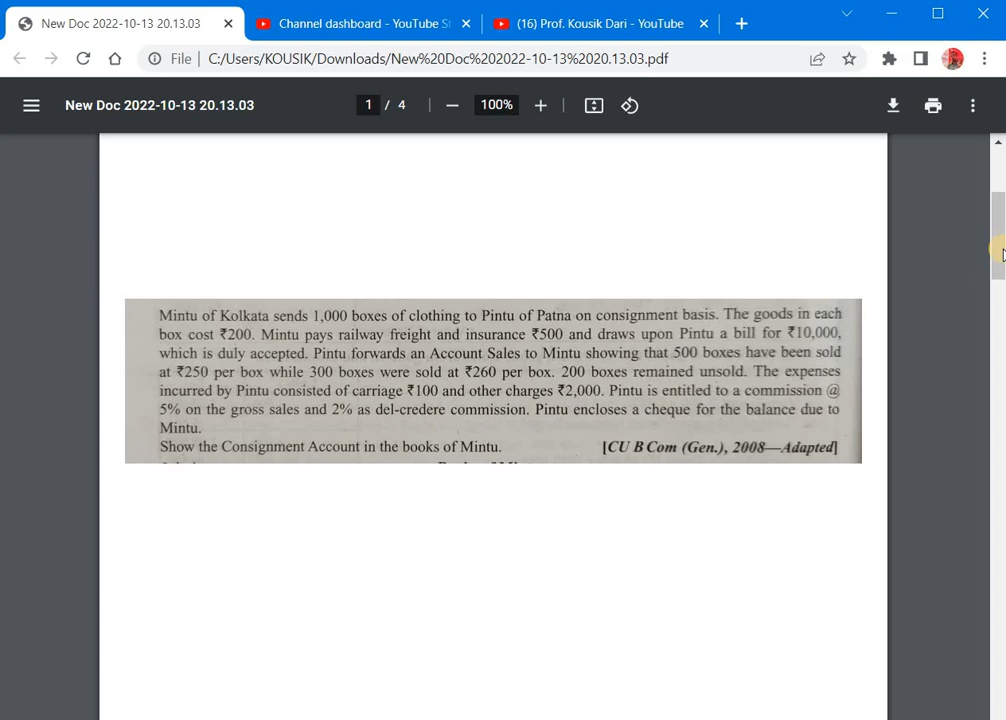 New Doc 2022-10-13 20.13.03
Channel dashboard - YouTube St
(16) Prof. Kousik Dari - YouTube
File
C:/Users/KOUSIK/Downloads/New%20Doc%202022-10-13%2020.13.03.pdf
New Doc 2022-10-13 20.13.03
1 / 4
100%
Mintu of Kolkata sends 1,000 boxes of clothing to Pintu of Patna on consignment basis. The goods in each
box cost ₹200. Mintu pays railway freight and insurance ₹500 and draws upon Pintu a bill for ₹10,000,
which is duly accepted. Pintu forwards an Account Sales to Mintu showing that 500 boxes have been sold
at ₹250 per box while 300 boxes were sold at ₹260 per box. 200 boxes remained unsold. The expenses
incurred by Pintu consisted of carriage ₹100 and other charges ₹2,000. Pintu is entitled to a commission @
5% on the gross sales and 2% as del-credere commission. Pintu encloses a cheque for the balance due to
Mintu.
Show the Consignment Account in the books of Mintu.
[CU B Com (Gen.), 2008—Adapted]